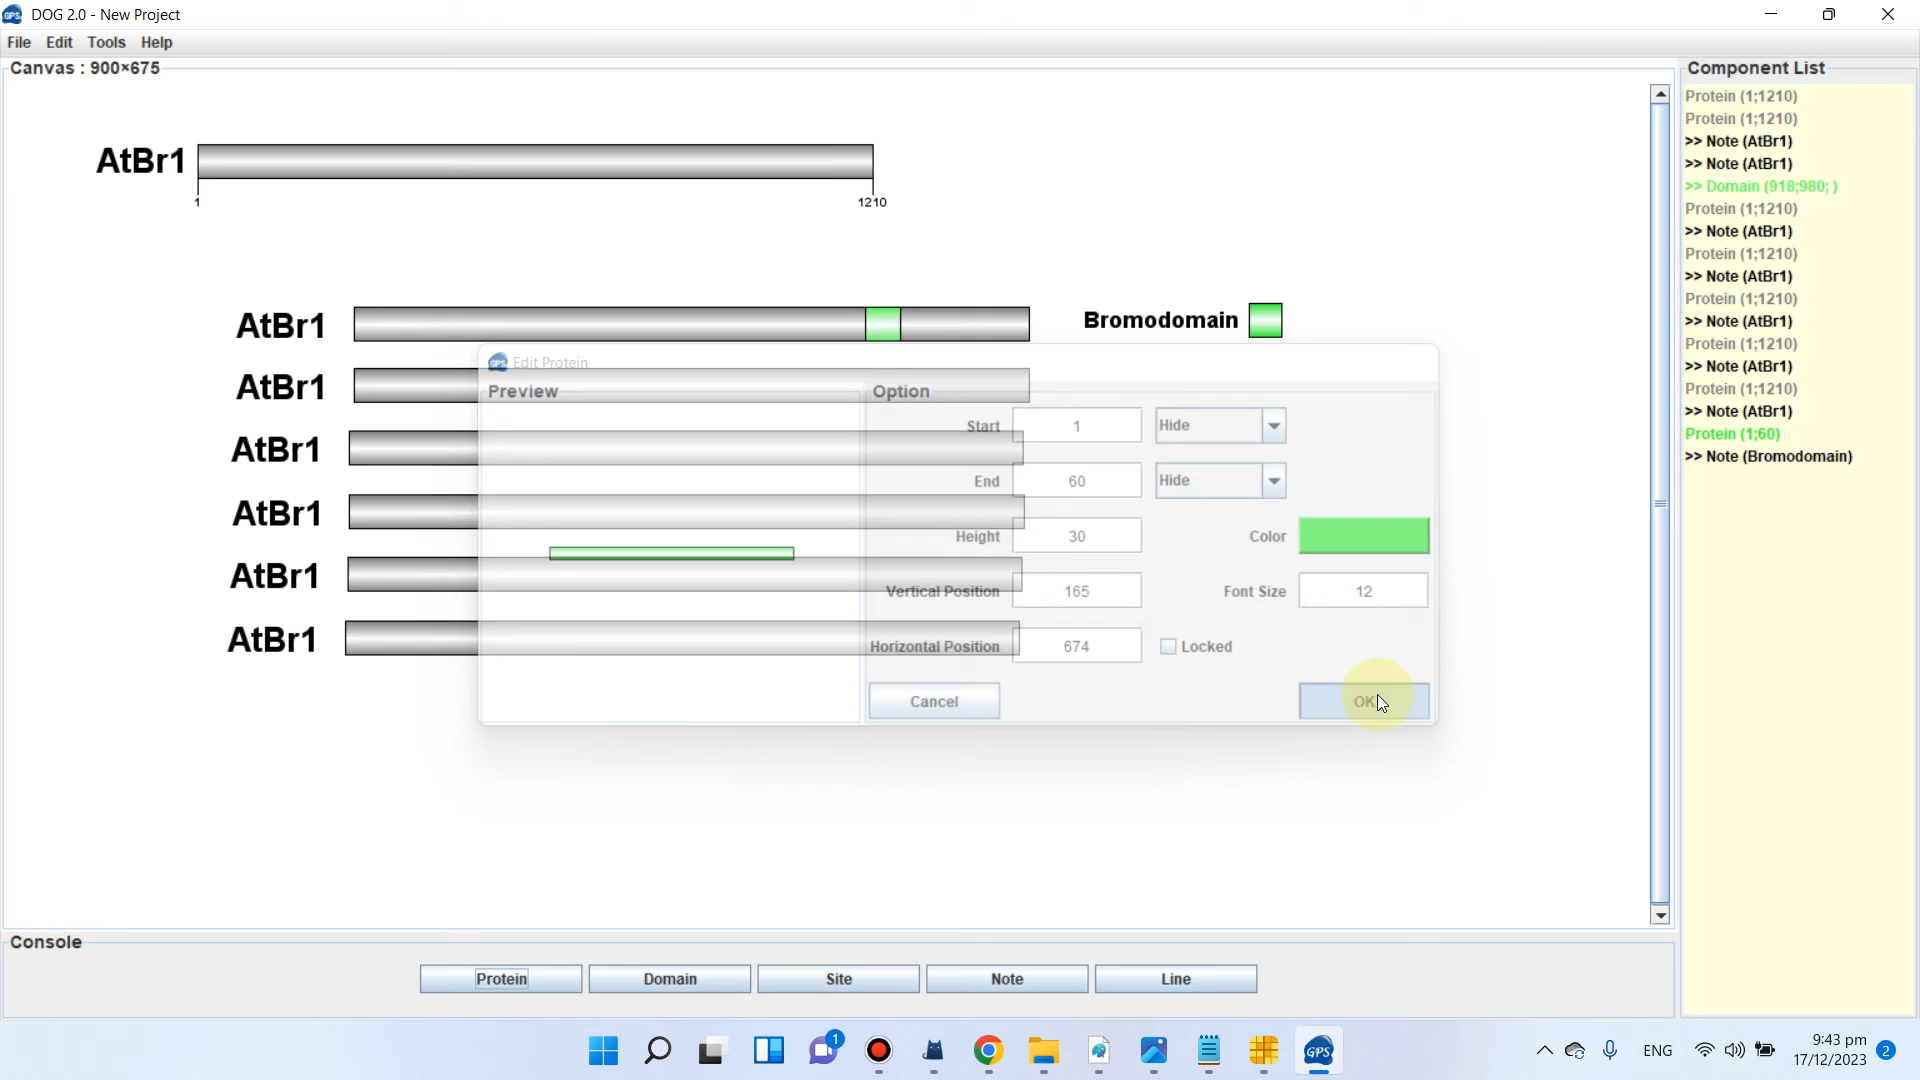 DOG 2.0 - New Project
File Edit Tools Help
Canvas : 900×675
Component List
Protein (1;1210)
Protein (1;1210)
>> Note (AtBr1)
>> Note (AtBr1)
>> Domain (918;980; )
Protein (1;1210)
>> Note (AtBr1)
Protein (1;1210)
>> Note (AtBr1)
Protein (1;1210)
>> Note (AtBr1)
Protein (1;1210)
>> Note (AtBr1)
Protein (1;1210)
>> Note (AtBr1)
Protein (1;60)
>> Note (Bromodomain)
AtBr1
1 1210
AtBr1 Bromodomain
AtBr1
AtBr1
AtBr1
AtBr1
AtBr1
GPS Edit Protein
Preview Option
Start 1 Hide
End 60 Hide
Height 30 Color
Vertical Position 165 Font Size 12
Horizontal Position 674 Locked
Cancel OK
Console
Protein Domain Site Note Line
1
GPS
ENG
9:43 pm
17/12/2023
2